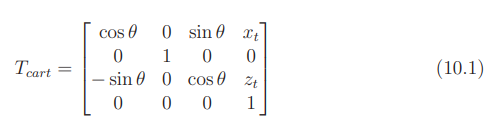 T_cart = [ cos θ 0 sin θ x_t
0 1 0 0
− sin θ 0 cos θ z_t
0 0 0 1 ] (10.1)